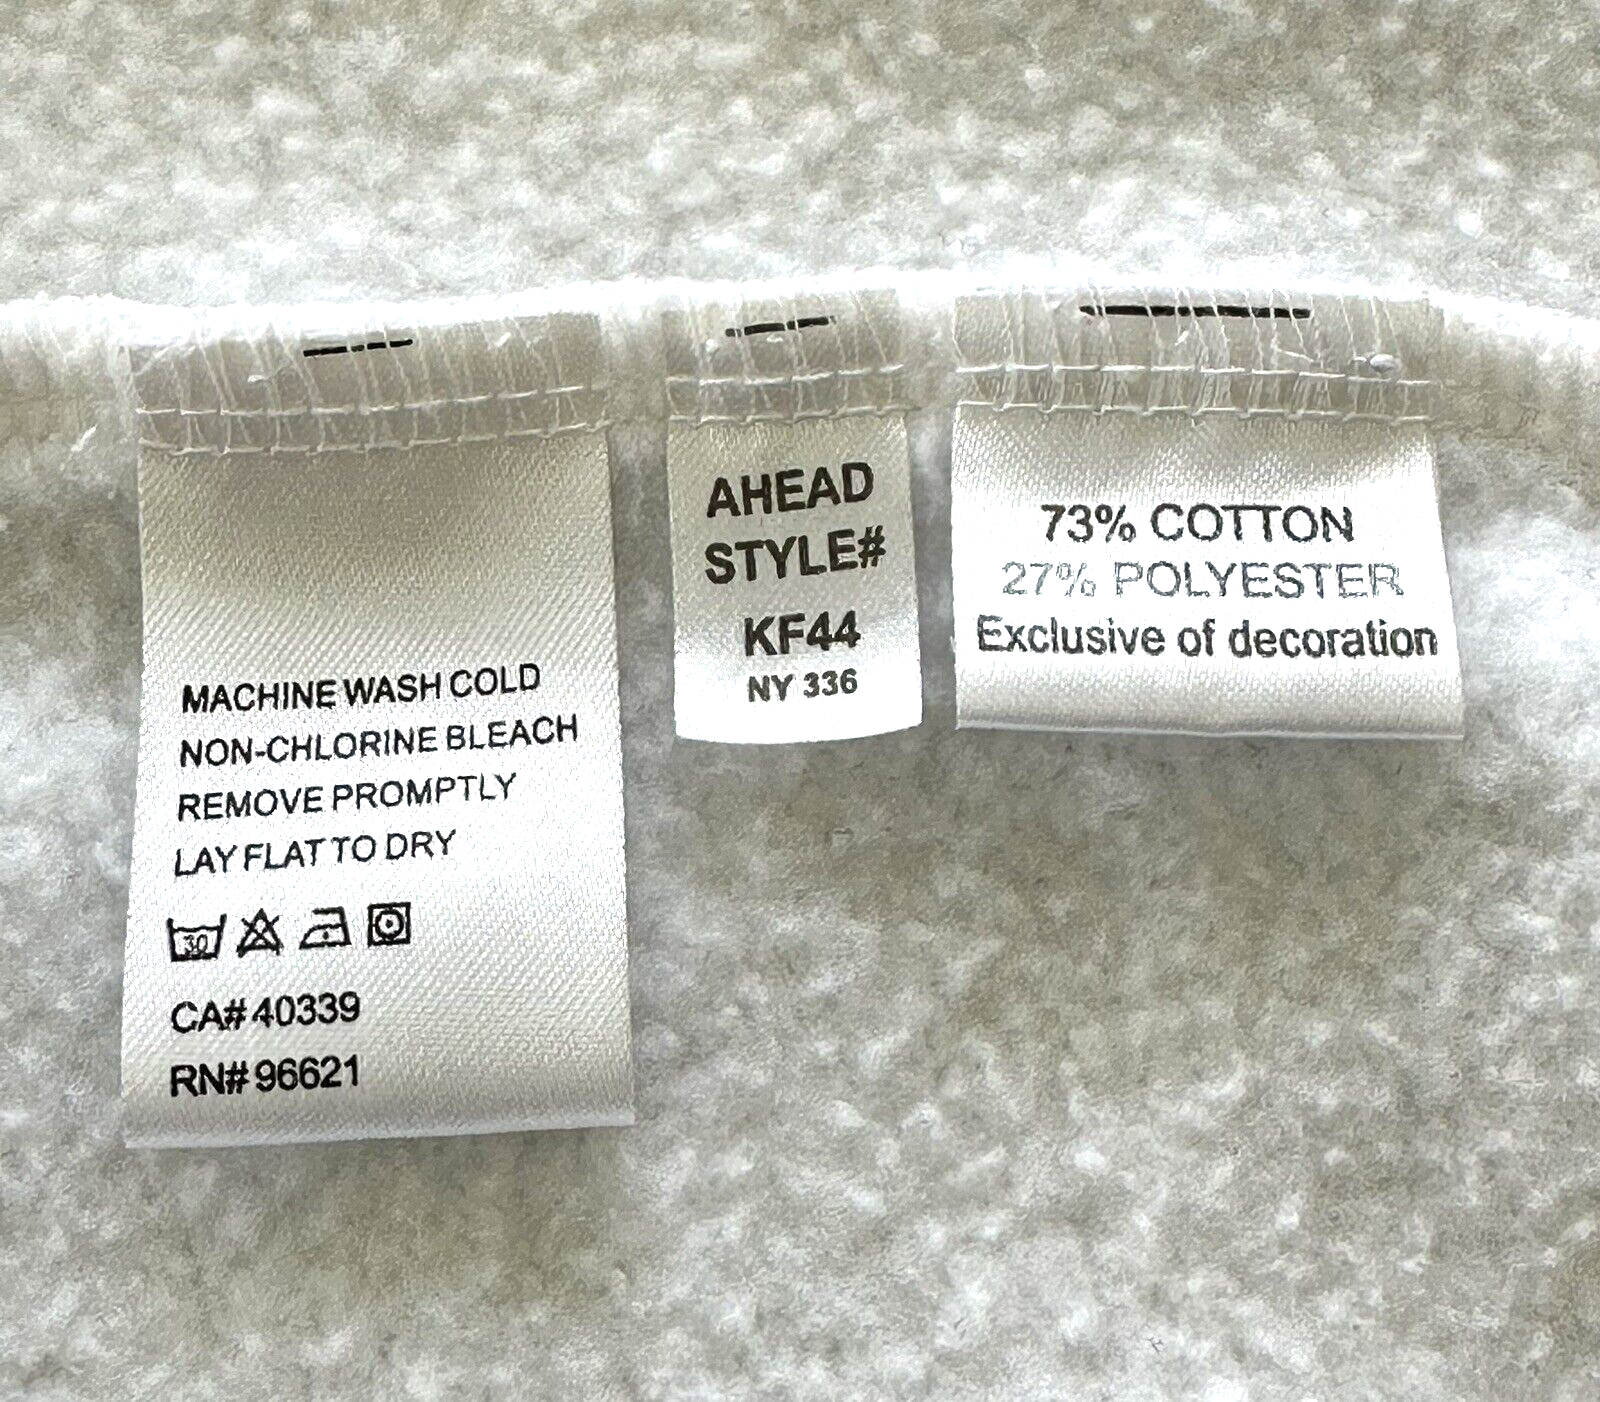 MACHINE WASH COLD
NON-CHLORINE BLEACH
REMOVE PROMPTLY
LAY FLAT TO DRY
30
CA# 40339
RN# 96621
AHEAD
STYLE#
KF44
NY 336
73% COTTON
27% POLYESTER
Exclusive of decoration